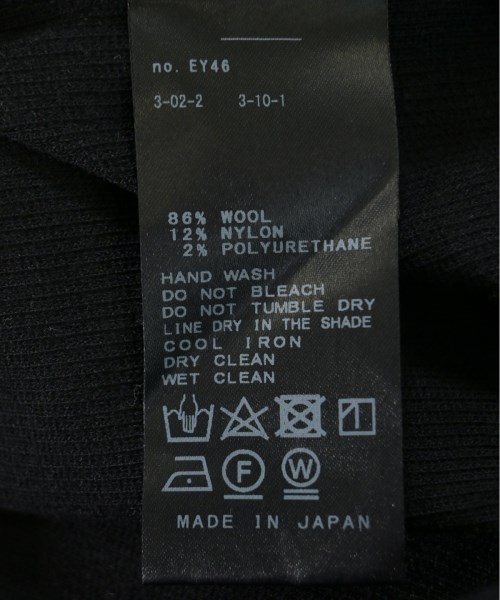 no. EY46
3-02-2 3-10-1
86% WOOL
12% NYLON
2% POLYURETHANE
HAND WASH
DO NOT BLEACH
DO NOT TUMBLE DRY
LINE DRY IN THE SHADE
COOL IRON
DRY CLEAN
WET CLEAN
F W
MADE IN JAPAN